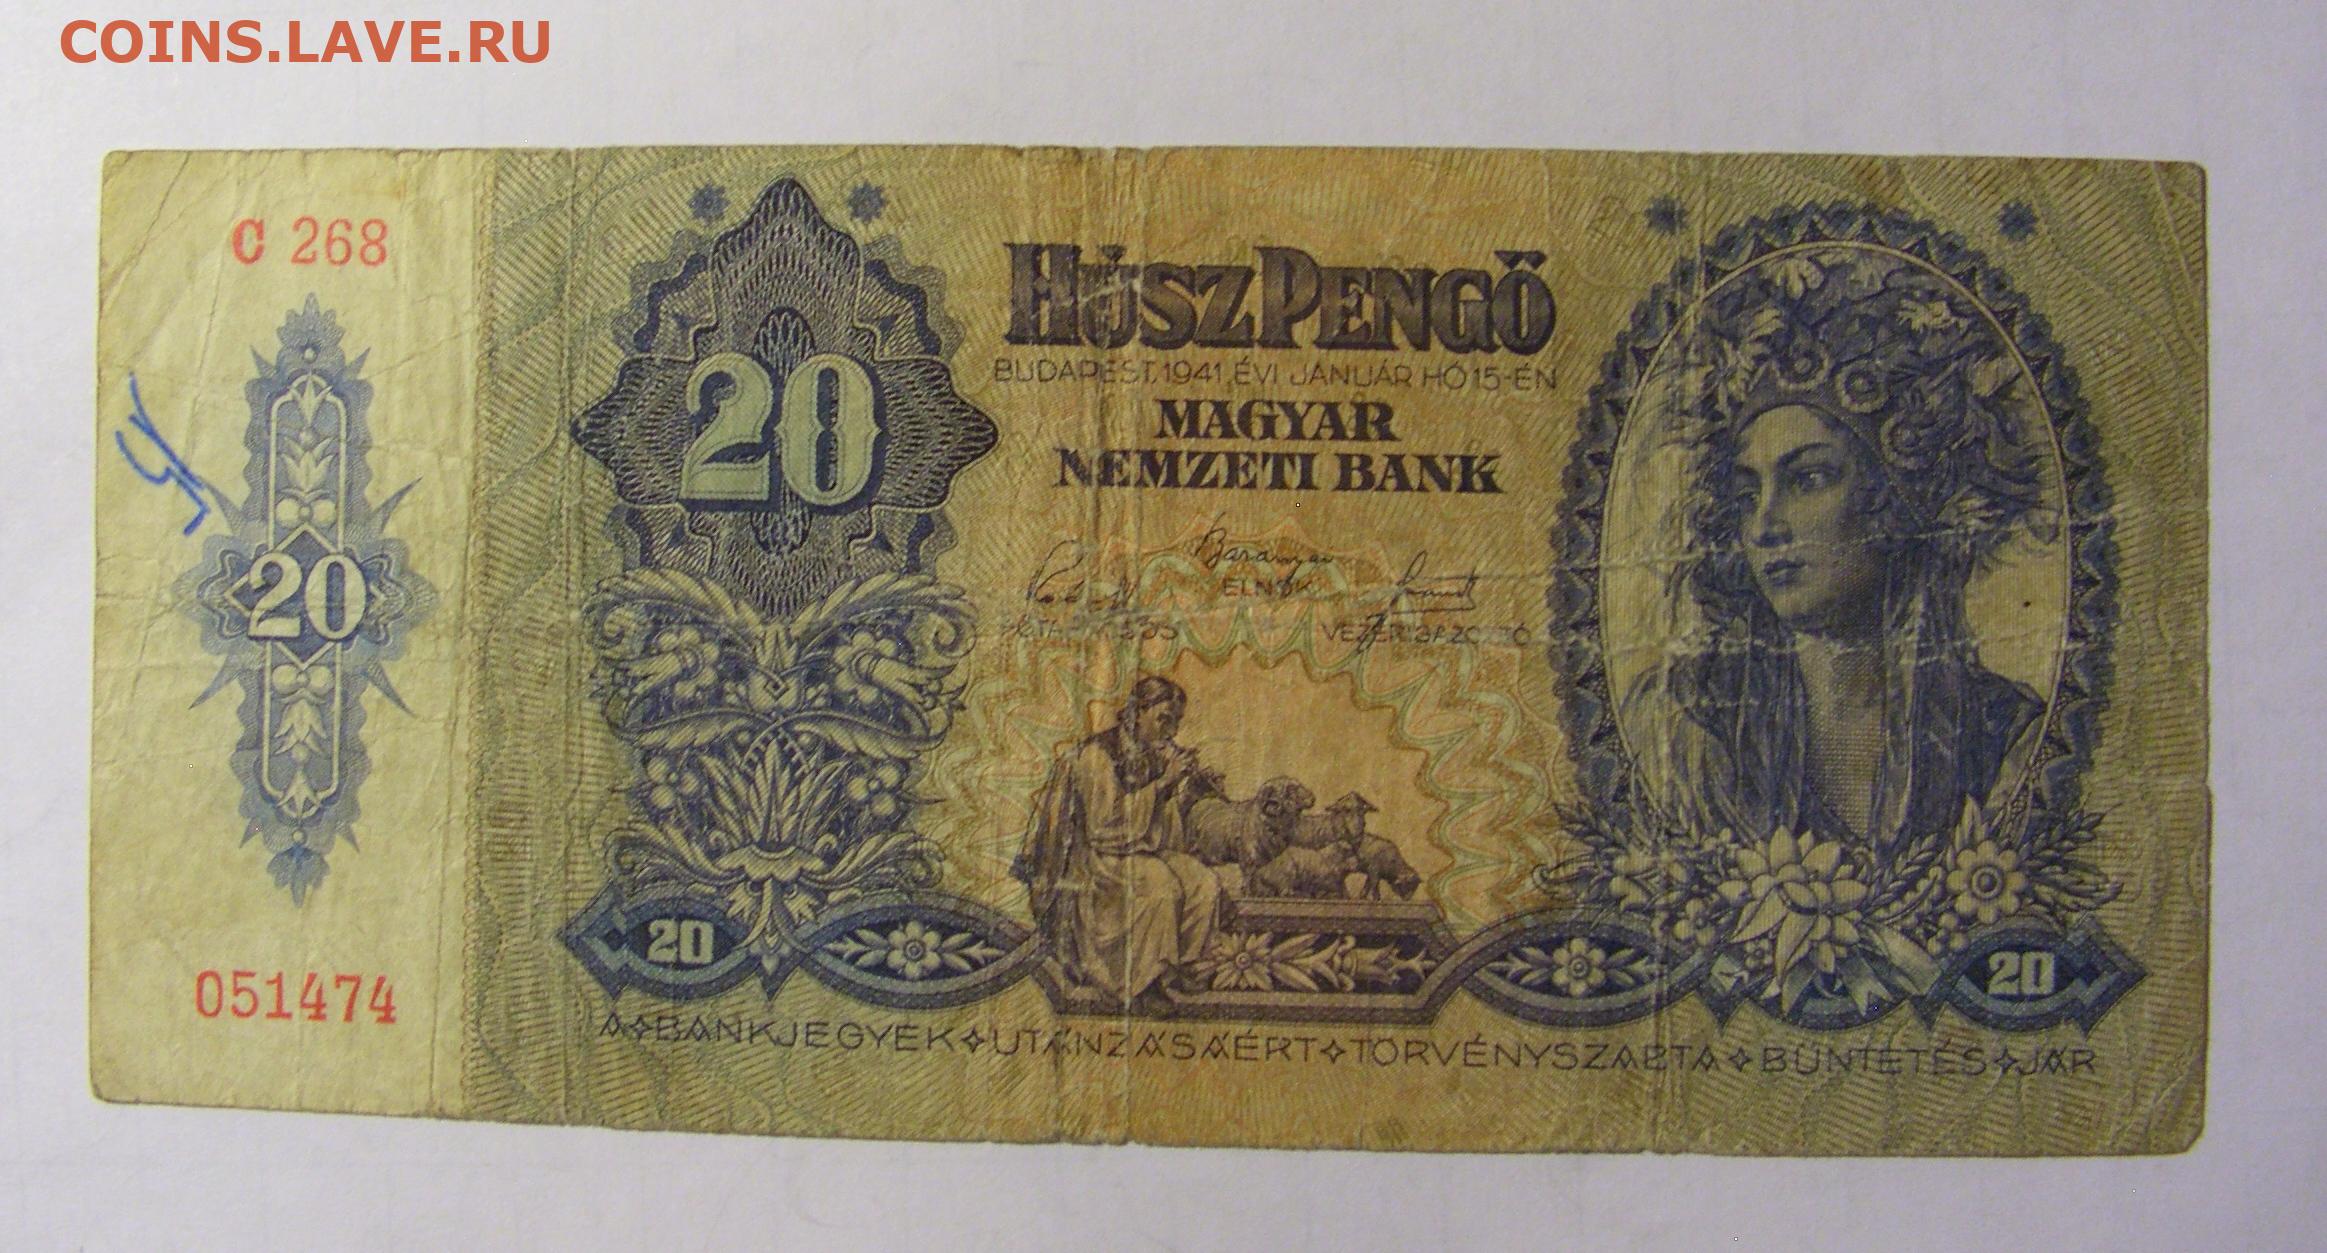 COINS.LAVE.RU
C 268
20
051474
20
HÚSZ PENGŐ
BUDAPEST, 1941. ÉVI JANUÁR HÓ 15-ÉN
MAGYAR
NEMZETI BANK
Baranyai
ELNÖK
VEZÉRIGAZGATÓ
20
20
A BANKJEGYEK UTÁNZÁSÁÉRT TÖRVÉNYSZABTA BÜNTETÉS JÁR